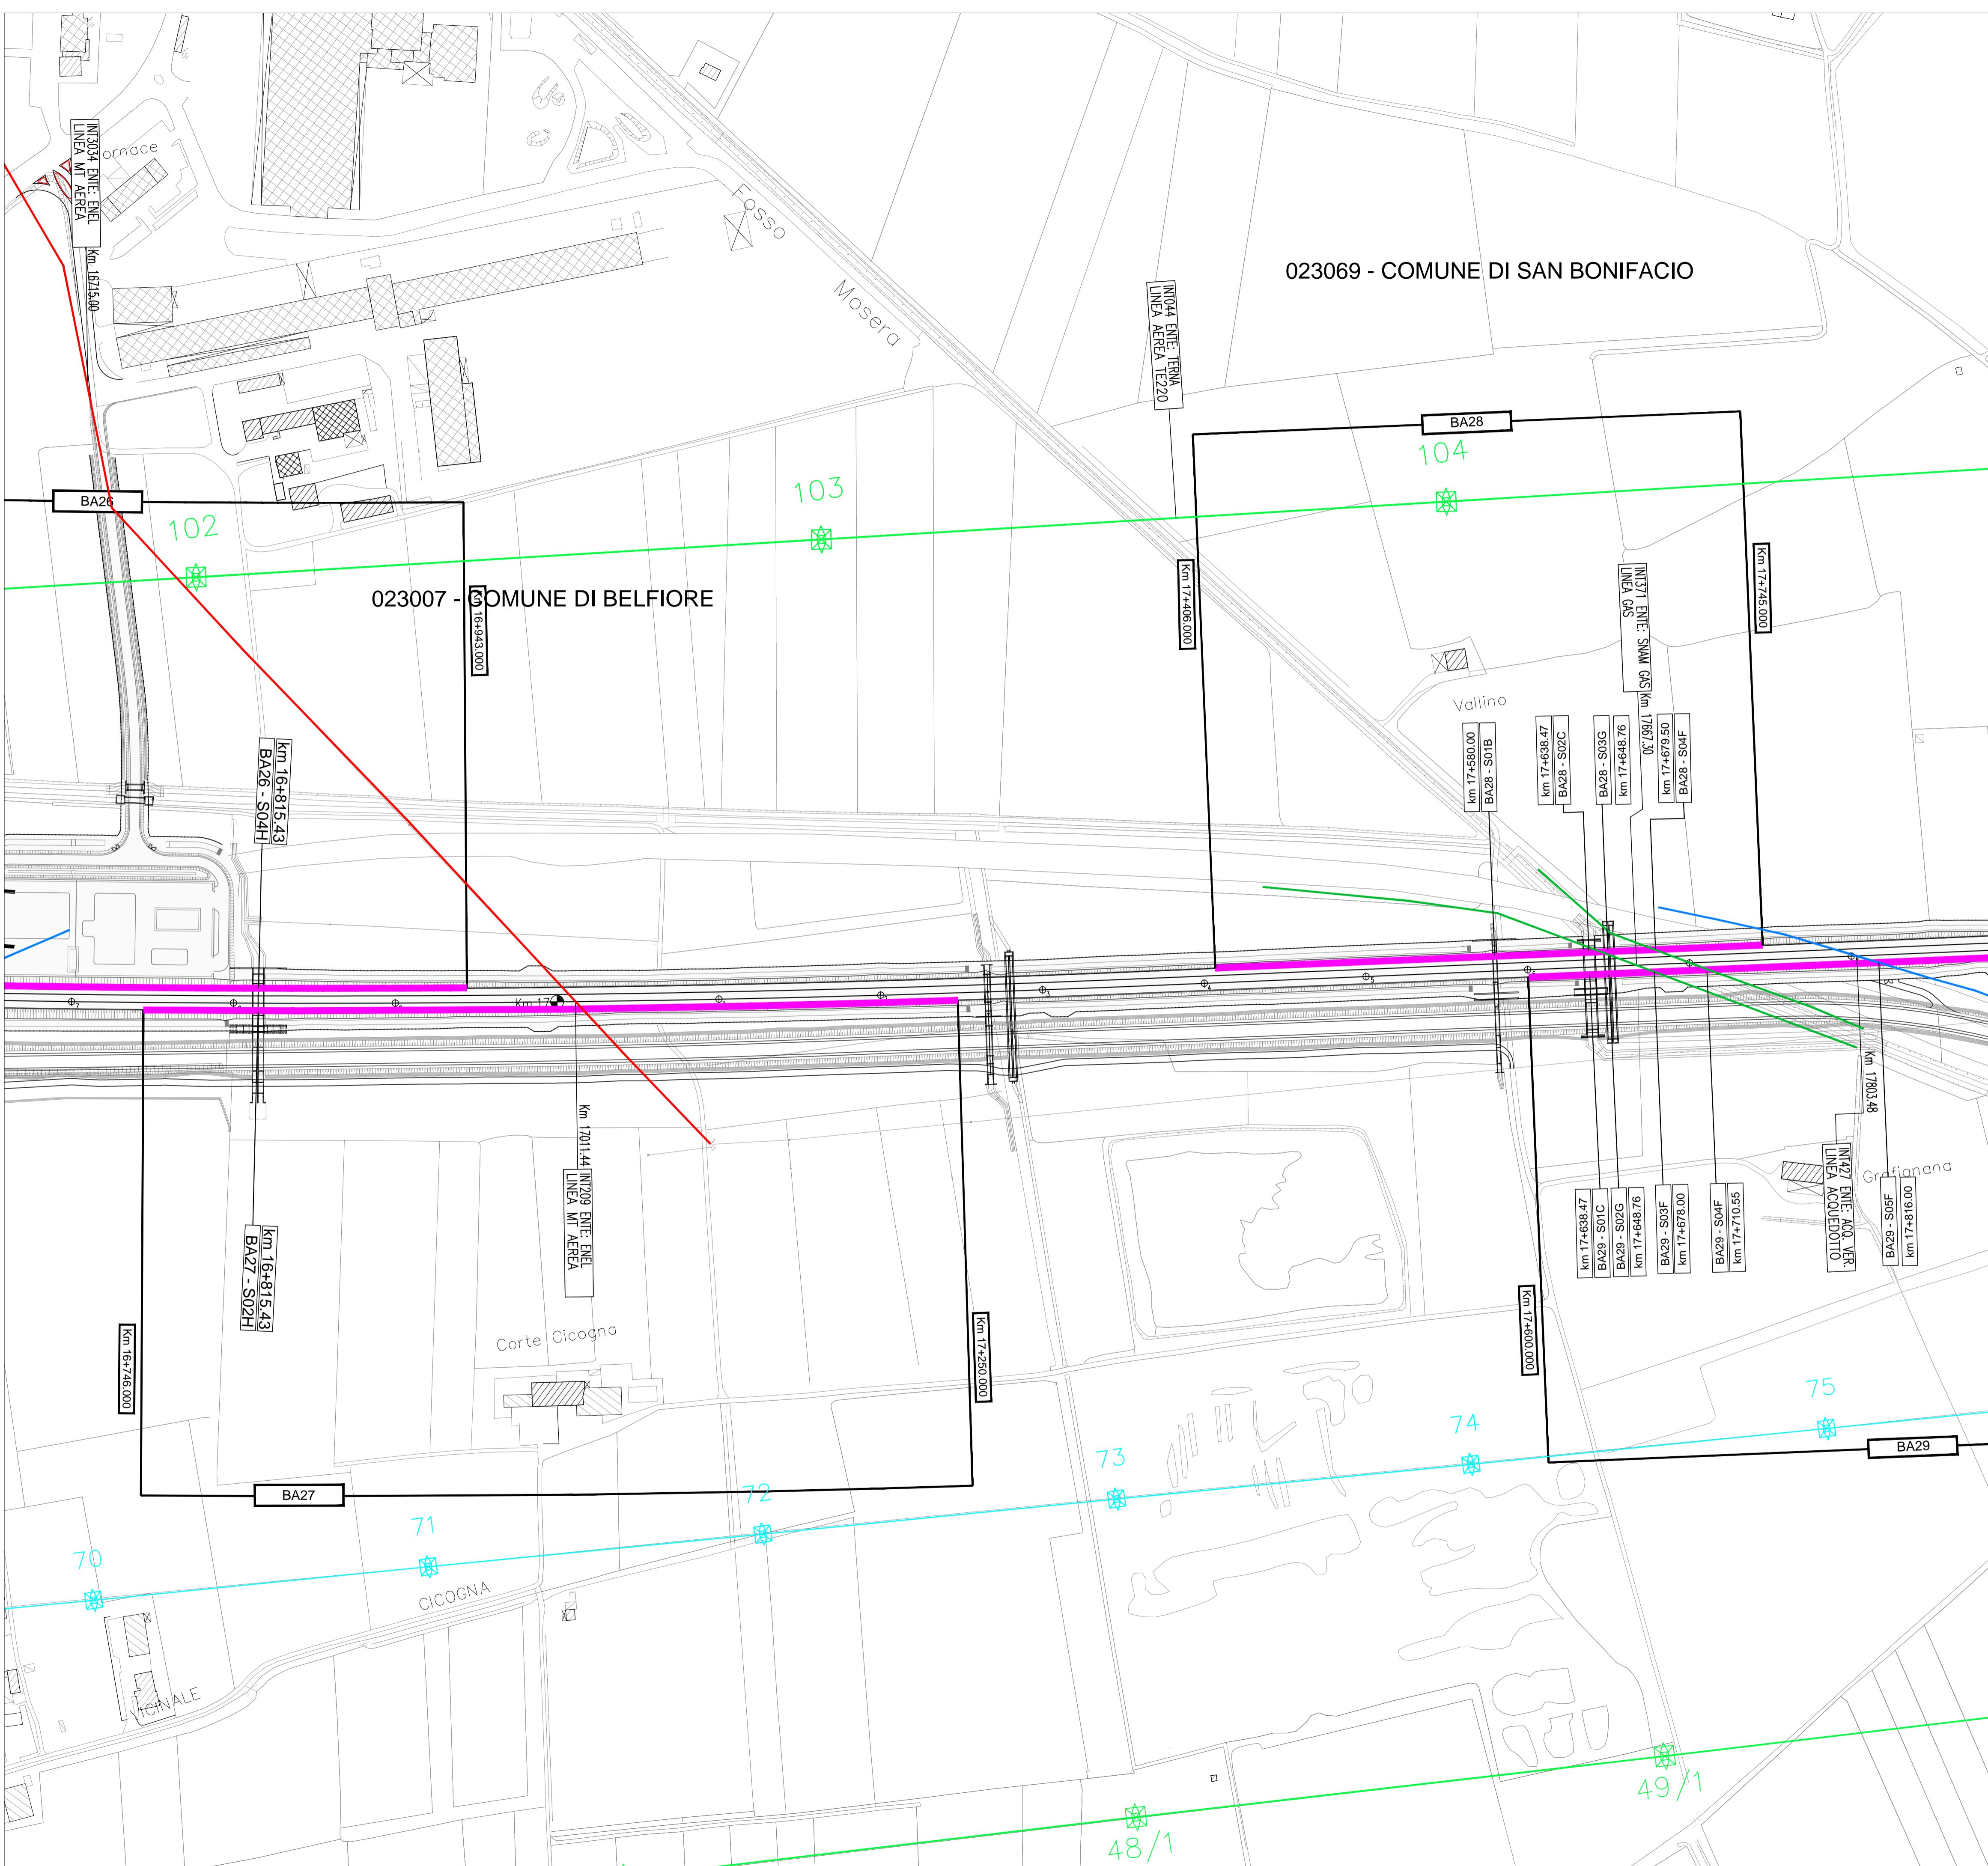 INT3034 ENTE: ENEL
LINEA MT AEREA
Km 16715.00
ornace
Fosso
Mosera
023069 - COMUNE DI SAN BONIFACIO
INT044 ENTE: TERNA
LINEA AEREA TE220
BA28
104
103
BA26
102
023007 - COMUNE DI BELFIORE
Km 16+943.000
Km 17+406.000
Km 17+745.000
INT371 ENTE: SNAM GAS
LINEA GAS
Km 17667.30
Vallino
km 17+580.00
BA28 - S01B
km 17+638.47
BA28 - S02C
BA28 - S03G
km 17+648.76
km 17+679.50
BA28 - S04F
km 16+815.43
BA26 - S04H
Km 17
3
4
5
Km 17803.48
Km 17011.44
INT209 ENTE: ENEL
LINEA MT AEREA
INT427 ENTE: ACQ. VER.
LINEA ACQUEDOTTO
Grafignana
km 17+638.47
BA29 - S01C
BA29 - S02G
km 17+648.76
BA29 - S03F
km 17+678.00
BA29 - S04F
km 17+710.55
BA29 - S05F
km 17+816.00
km 16+815.43
BA27 - S02H
Corte Cicogna
Km 16+746.000
Km 17+250.000
Km 17+600.000
75
74
73
72
71
70
BA29
BA27
CICOGNA
VICINALE
49/1
48/1